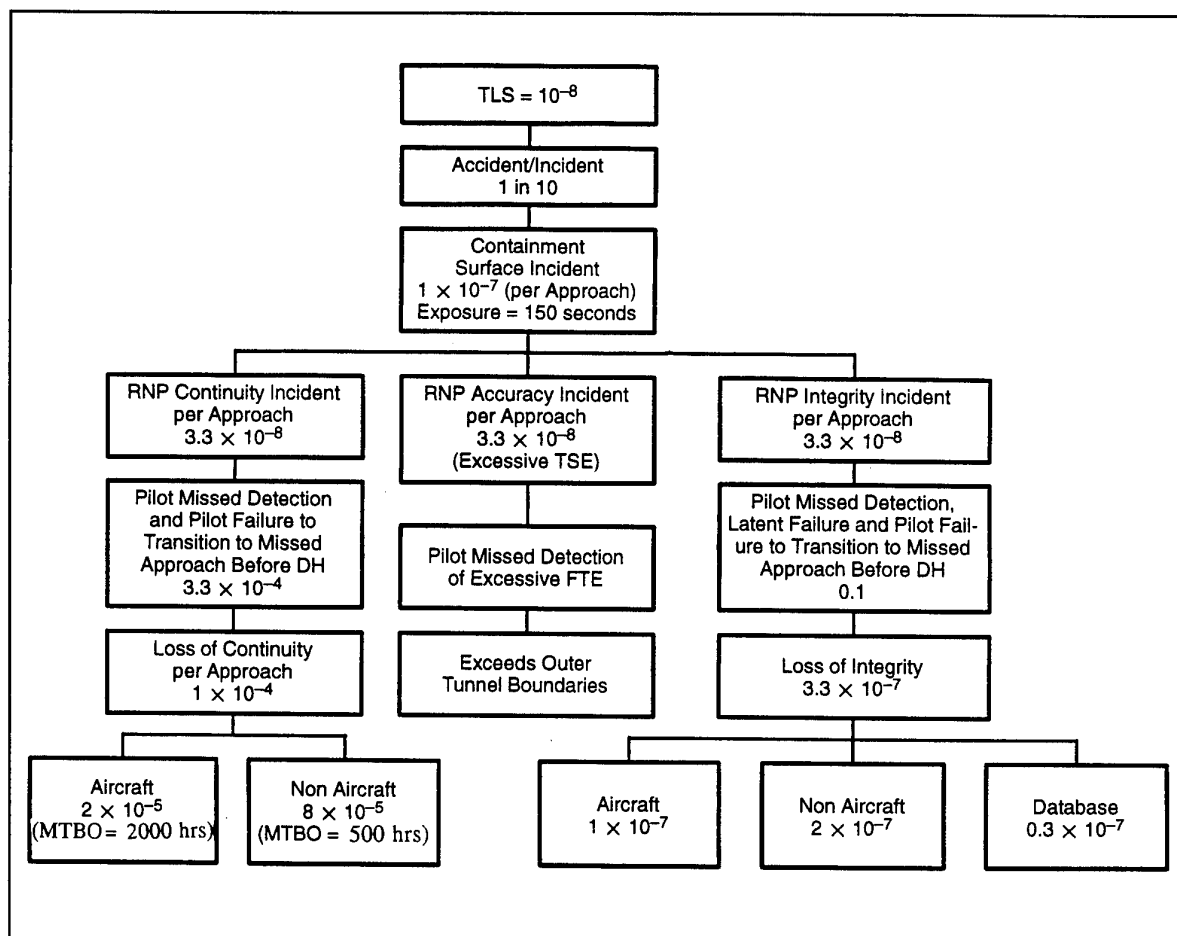 TLS = 10⁻⁸
Accident/Incident
1 in 10
Containment
Surface Incident
1 × 10⁻⁷ (per Approach)
Exposure = 150 seconds
RNP Continuity Incident
per Approach
3.3 × 10⁻⁸
RNP Accuracy Incident
per Approach
3.3 × 10⁻⁸
(Excessive TSE)
RNP Integrity Incident
per Approach
3.3 × 10⁻⁸
Pilot Missed Detection
and Pilot Failure to
Transition to Missed
Approach Before DH
3.3 × 10⁻⁴
Pilot Missed Detection
of Excessive FTE
Pilot Missed Detection,
Latent Failure and Pilot Fail-
ure to Transition to Missed
Approach Before DH
0.1
Loss of Continuity
per Approach
1 × 10⁻⁴
Exceeds Outer
Tunnel Boundaries
Loss of Integrity
3.3 × 10⁻⁷
Aircraft
2 × 10⁻⁵
(MTBO = 2000 hrs)
Non Aircraft
8 × 10⁻⁵
(MTBO = 500 hrs)
Aircraft
1 × 10⁻⁷
Non Aircraft
2 × 10⁻⁷
Database
0.3 × 10⁻⁷